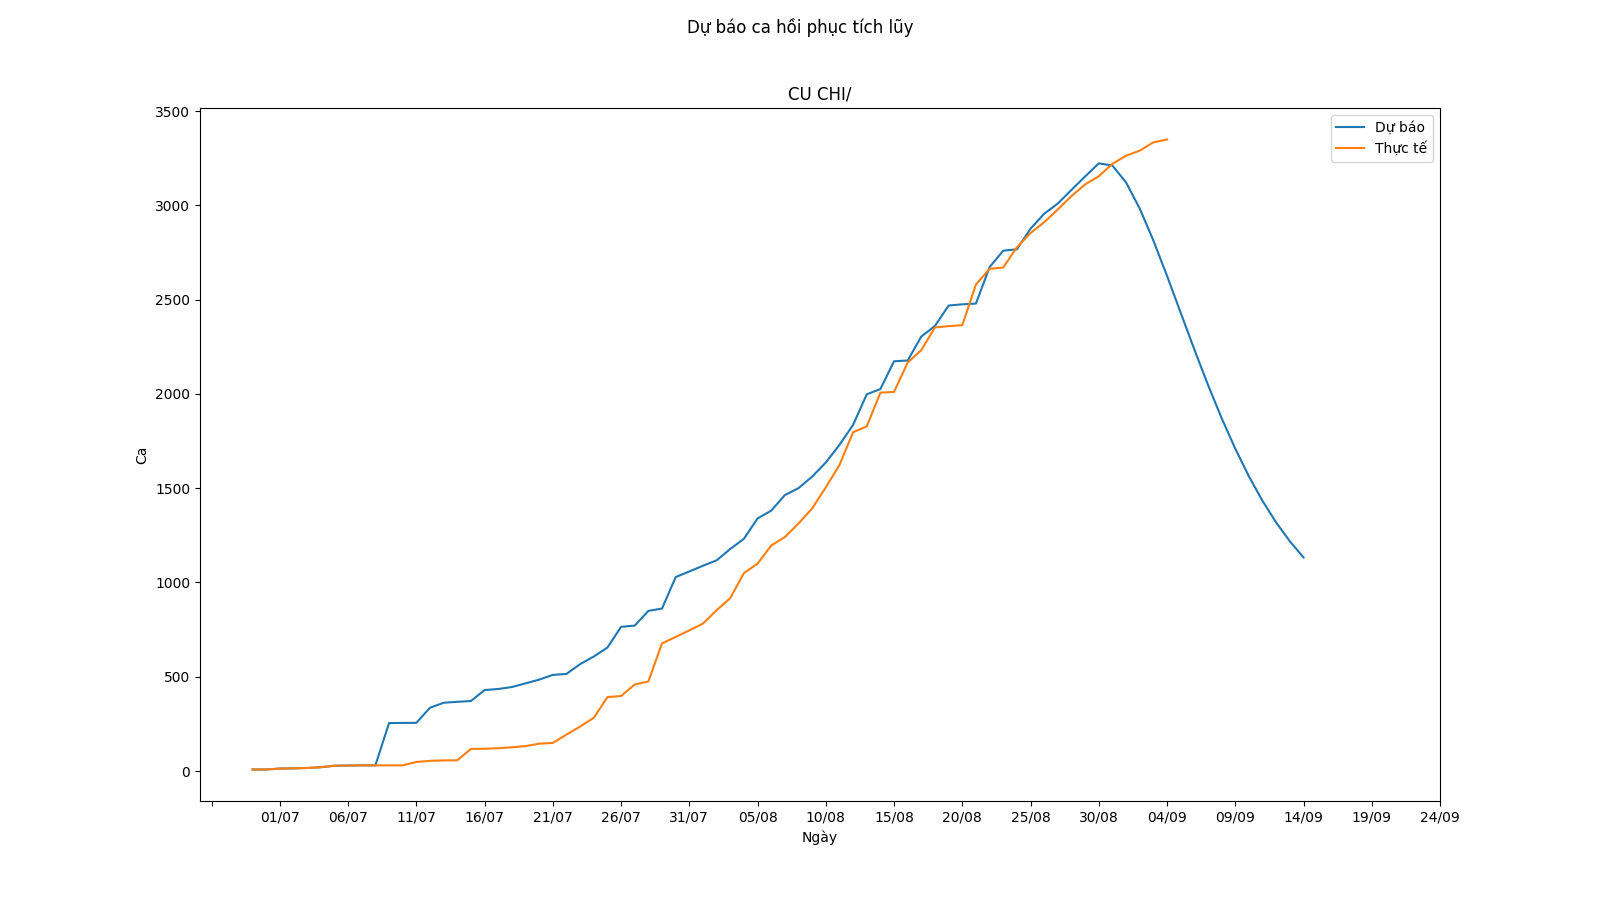 Dự báo ca hồi phục tích lũy
CU CHI/
Dự báo
Thực tế
3500
3000
2500
2000
1500
1000
500
0
Ca
01/07 06/07 11/07 16/07 21/07 26/07 31/07 05/08 10/08 15/08 20/08 25/08 30/08 04/09 09/09 14/09 19/09 24/09
Ngày